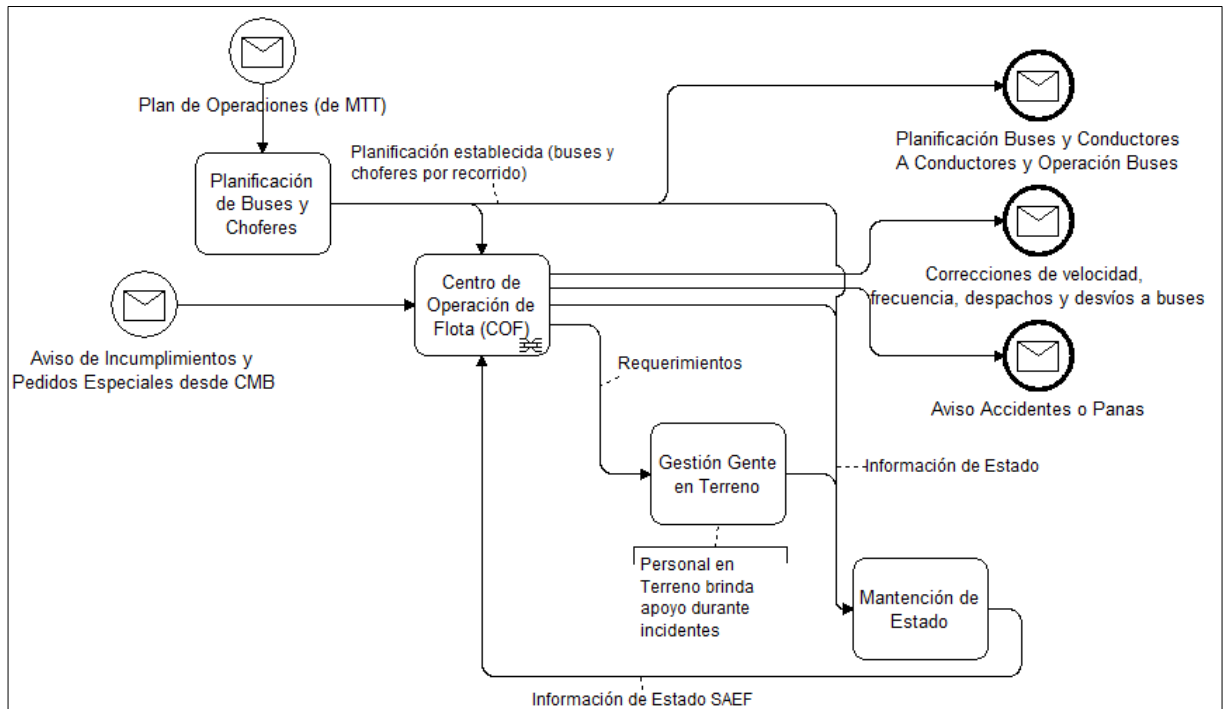 Plan de Operaciones (de MTT)
Planificación
de Buses y
Choferes
Planificación establecida (buses y
choferes por recorrido)
Planificación Buses y Conductores
A Conductores y Operación Buses
Centro de
Operación de
Flota (COF)
Correcciones de velocidad,
frecuencia, despachos y desvíos a buses
Aviso de Incumplimientos y
Pedidos Especiales desde CMB
Requerimientos
Aviso Accidentes o Panas
Gestión Gente
en Terreno
Información de Estado
Personal en
Terreno brinda
apoyo durante
incidentes
Mantención de
Estado
Información de Estado SAEF